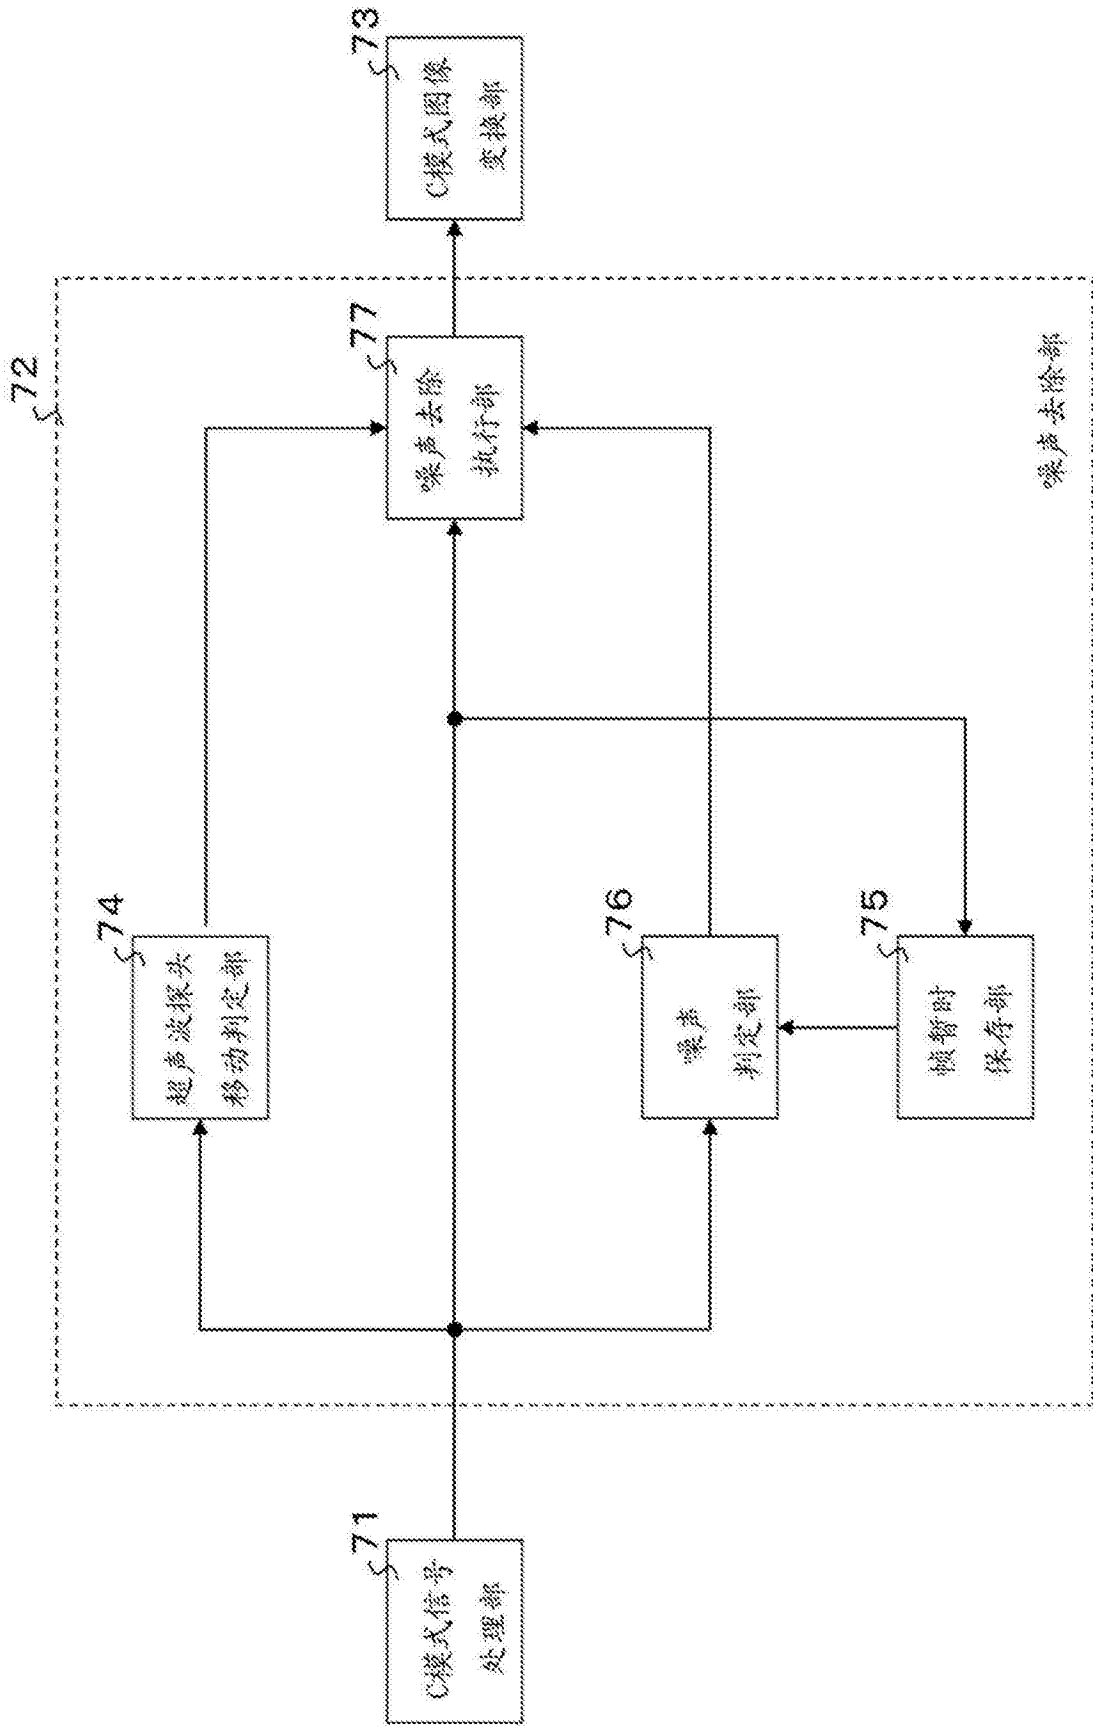 71
C模式信号
处理部
72
74
超声波探头
移动判定部
76
噪声
判定部
75
帧暂时
保存部
77
噪声去除
执行部
噪声去除部
73
C模式图像
变换部